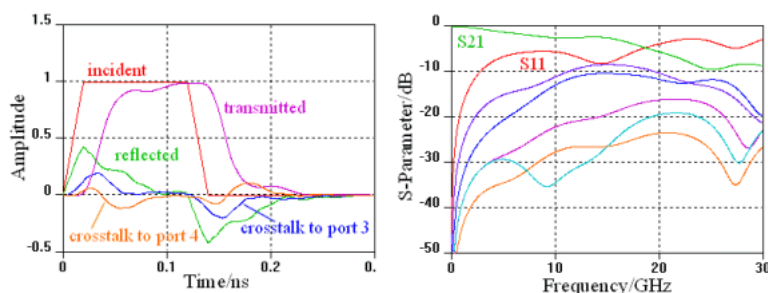 1.5
1
0.5
0
-0.5
Amplitude
incident
transmitted
reflected
crosstalk to port 3
crosstalk to port 4
0
0.1
0.2
0.
Time/ns
0
-10
-20
-30
-40
-50
S-Parameter/dB
S21
S11
0
10
20
30
Frequency/GHz